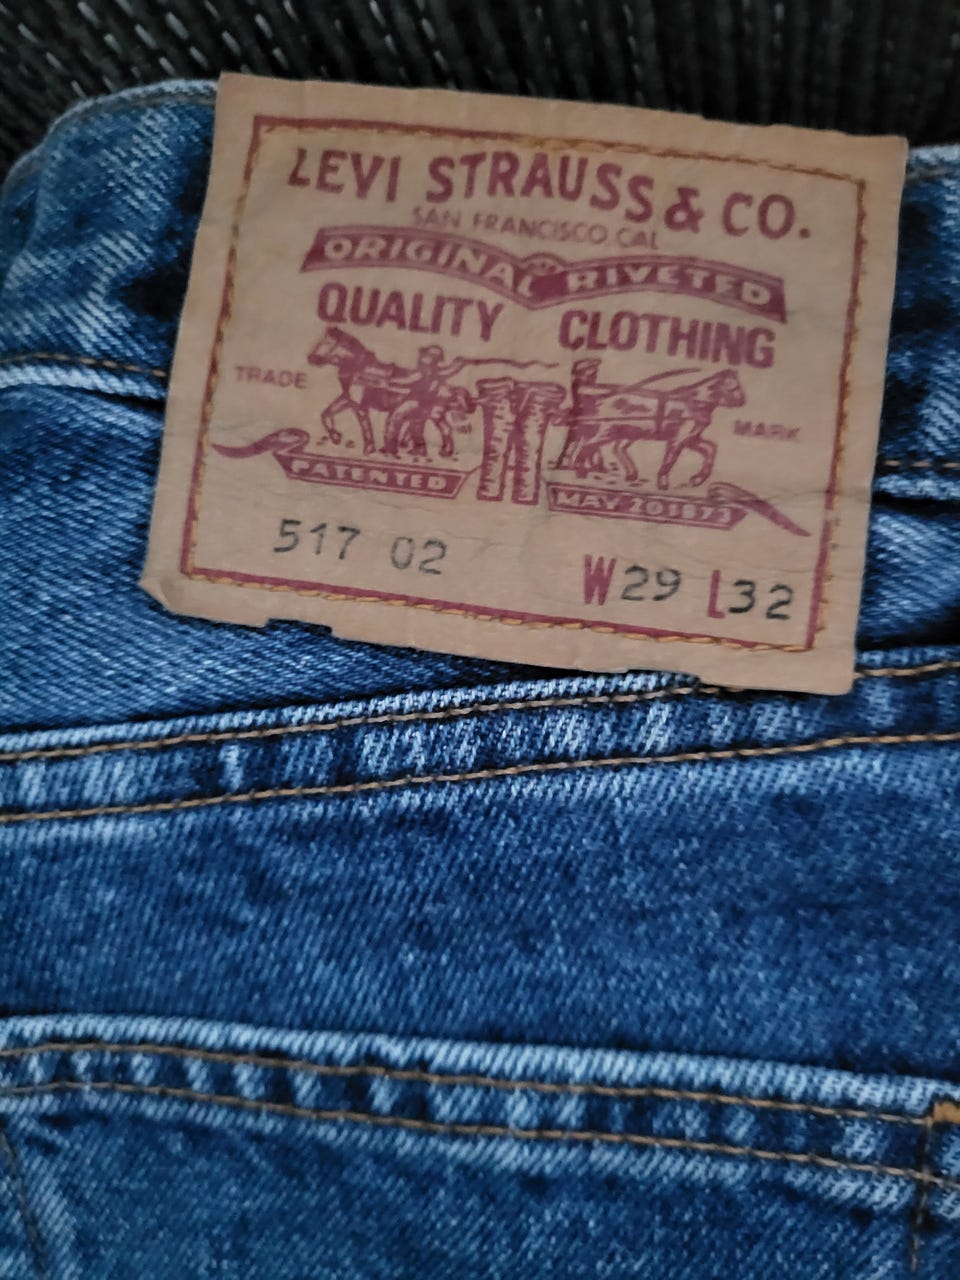 LEVI STRAUSS & CO.
SAN FRANCISCO CAL
ORIGINAL RIVETED
QUALITY CLOTHING
TRADE MARK
PATENTED MAY 20 1873
517 02 W29 L32